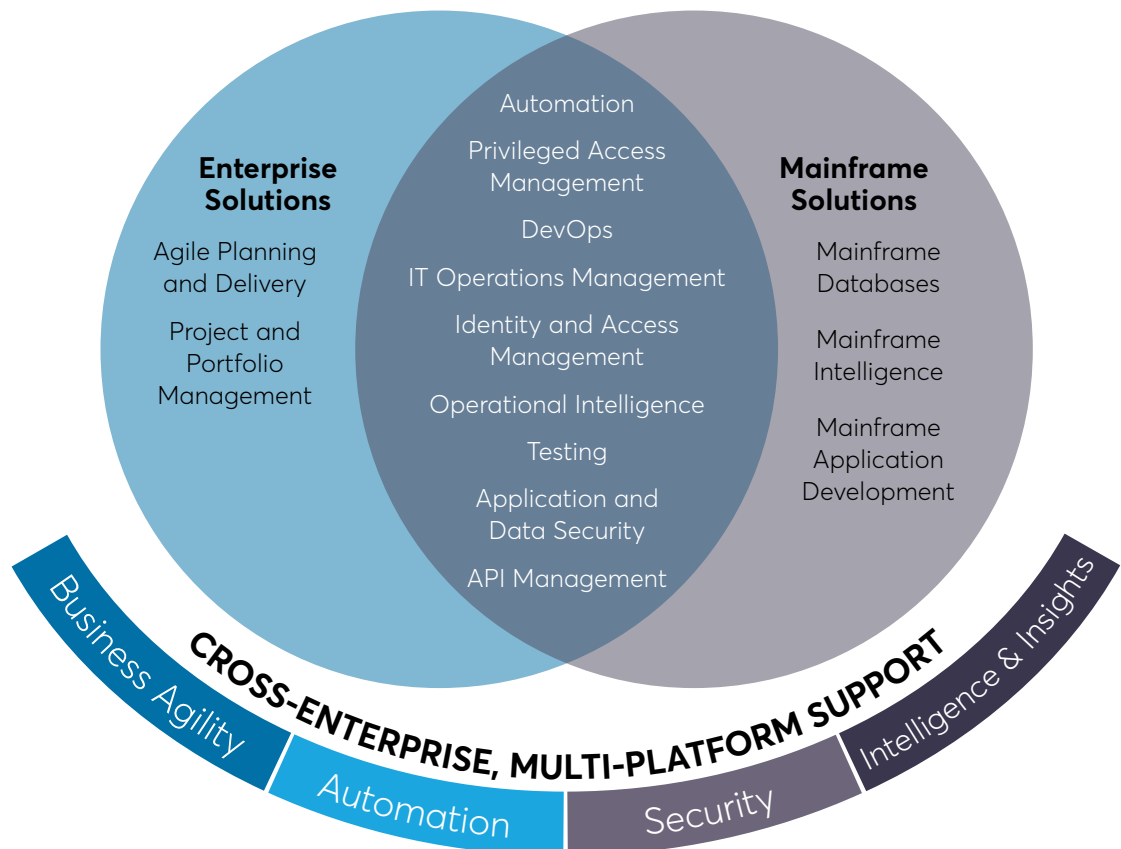 Enterprise
Solutions
Agile Planning
and Delivery
Project and
Portfolio
Management
Automation
Privileged Access
Management
DevOps
IT Operations Management
Identity and Access
Management
Operational Intelligence
Testing
Application and
Data Security
API Management
Mainframe
Solutions
Mainframe
Databases
Mainframe
Intelligence
Mainframe
Application
Development
CROSS-ENTERPRISE, MULTI-PLATFORM SUPPORT
Business Agility
Automation
Security
Intelligence & Insights